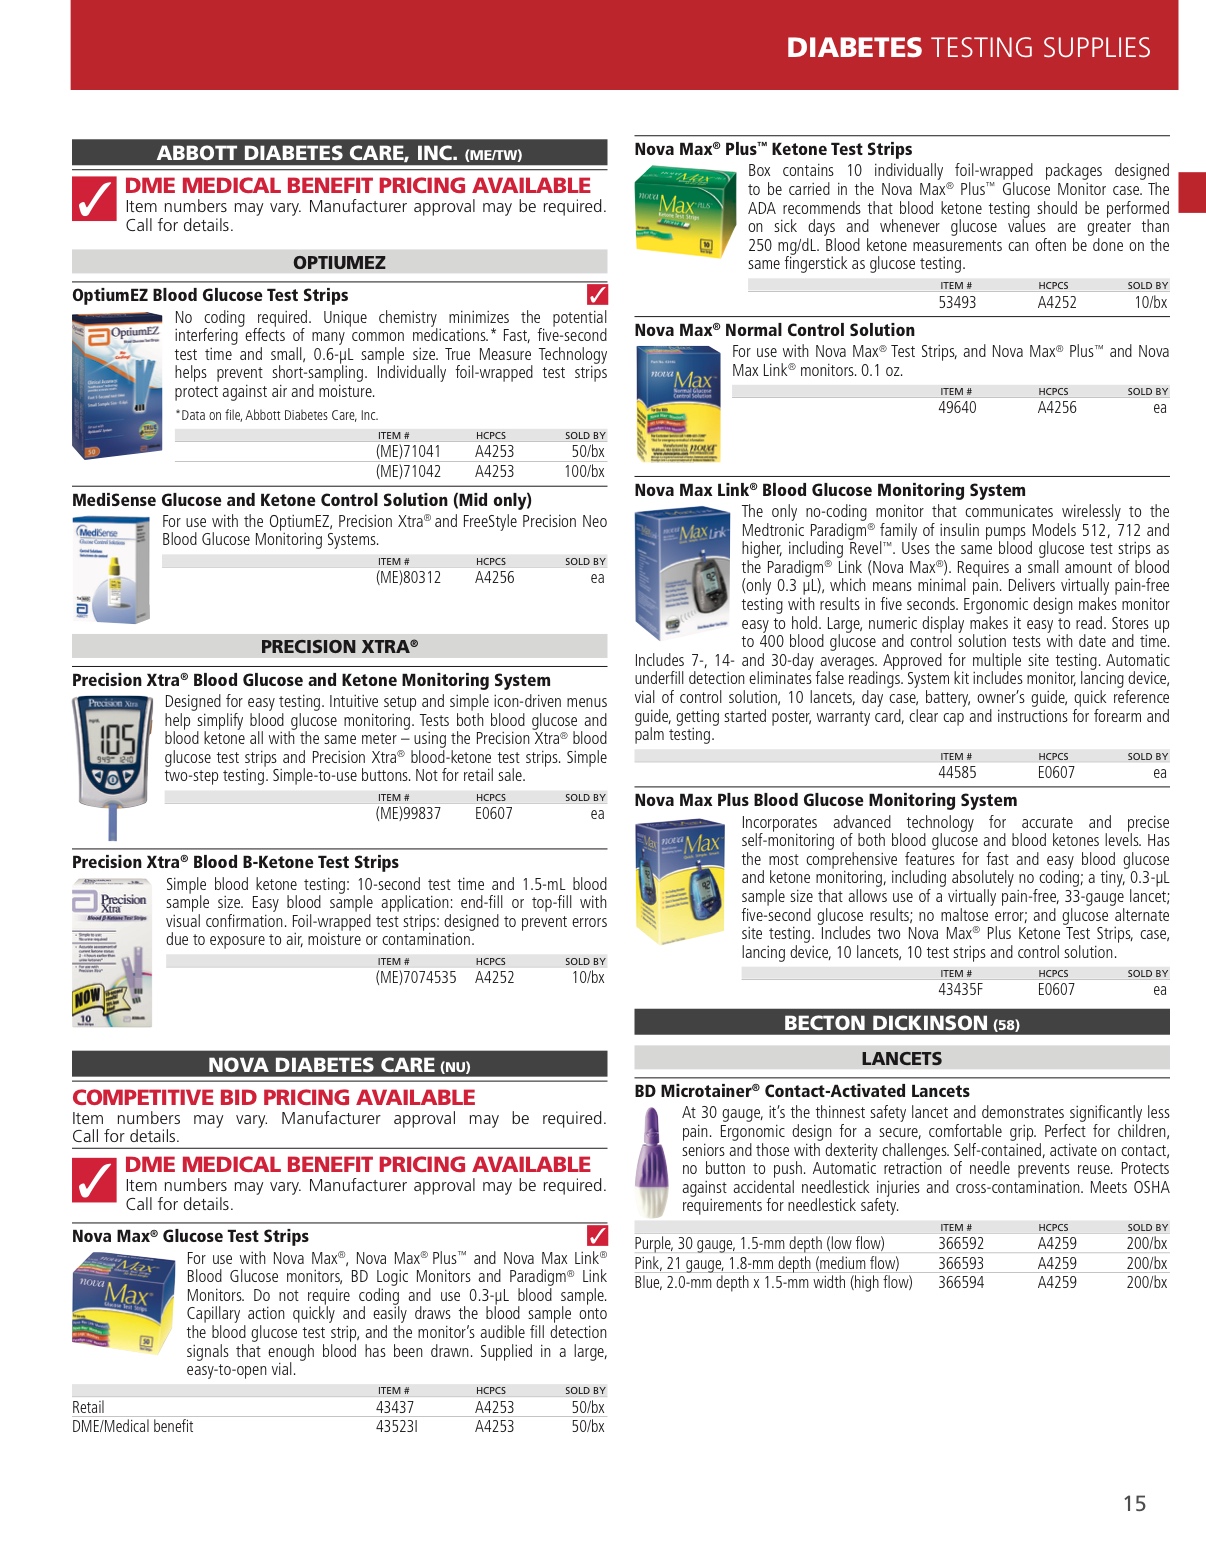 DIABETES TESTING SUPPLIES
ABBOTT DIABETES CARE, INC. (ME/TW)
DME MEDICAL BENEFIT PRICING AVAILABLE
Item numbers may vary. Manufacturer approval may be required.
Call for details.
OPTIUMEZ
OptiumEZ Blood Glucose Test Strips
No coding required. Unique chemistry minimizes the potential
interfering effects of many common medications.* Fast, five-second
test time and small, 0.6-µL sample size. True Measure Technology
helps prevent short-sampling. Individually foil-wrapped test strips
protect against air and moisture.
*Data on file, Abbott Diabetes Care, Inc.
ITEM # HCPCS SOLD BY
(ME)71041 A4253 50/bx
(ME)71042 A4253 100/bx
MediSense Glucose and Ketone Control Solution (Mid only)
For use with the OptiumEZ, Precision Xtra® and FreeStyle Precision Neo
Blood Glucose Monitoring Systems.
ITEM # HCPCS SOLD BY
(ME)80312 A4256 ea
PRECISION XTRA®
Precision Xtra® Blood Glucose and Ketone Monitoring System
Designed for easy testing. Intuitive setup and simple icon-driven menus
help simplify blood glucose monitoring. Tests both blood glucose and
blood ketone all with the same meter – using the Precision Xtra® blood
glucose test strips and Precision Xtra® blood-ketone test strips. Simple
two-step testing. Simple-to-use buttons. Not for retail sale.
ITEM # HCPCS SOLD BY
(ME)99837 E0607 ea
Precision Xtra® Blood B-Ketone Test Strips
Simple blood ketone testing: 10-second test time and 1.5-mL blood
sample size. Easy blood sample application: end-fill or top-fill with
visual confirmation. Foil-wrapped test strips: designed to prevent errors
due to exposure to air, moisture or contamination.
ITEM # HCPCS SOLD BY
(ME)7074535 A4252 10/bx
NOVA DIABETES CARE (NU)
COMPETITIVE BID PRICING AVAILABLE
Item numbers may vary. Manufacturer approval may be required.
Call for details.
DME MEDICAL BENEFIT PRICING AVAILABLE
Item numbers may vary. Manufacturer approval may be required.
Call for details.
Nova Max® Glucose Test Strips
For use with Nova Max®, Nova Max® Plus™ and Nova Max Link®
Blood Glucose monitors, BD Logic Monitors and Paradigm® Link
Monitors. Do not require coding and use 0.3-µL blood sample.
Capillary action quickly and easily draws the blood sample onto
the blood glucose test strip, and the monitor's audible fill detection
signals that enough blood has been drawn. Supplied in a large,
easy-to-open vial.
ITEM # HCPCS SOLD BY
Retail 43437 A4253 50/bx
DME/Medical benefit 43523I A4253 50/bx
Nova Max® Plus™ Ketone Test Strips
Box contains 10 individually foil-wrapped packages designed
to be carried in the Nova Max® Plus™ Glucose Monitor case. The
ADA recommends that blood ketone testing should be performed
on sick days and whenever glucose values are greater than
250 mg/dL. Blood ketone measurements can often be done on the
same fingerstick as glucose testing.
ITEM # HCPCS SOLD BY
53493 A4252 10/bx
Nova Max® Normal Control Solution
For use with Nova Max® Test Strips, and Nova Max® Plus™ and Nova
Max Link® monitors. 0.1 oz.
ITEM # HCPCS SOLD BY
49640 A4256 ea
Nova Max Link® Blood Glucose Monitoring System
The only no-coding monitor that communicates wirelessly to the
Medtronic Paradigm® family of insulin pumps Models 512, 712 and
higher, including Revel™. Uses the same blood glucose test strips as
the Paradigm® Link (Nova Max®). Requires a small amount of blood
(only 0.3 µL), which means minimal pain. Delivers virtually pain-free
testing with results in five seconds. Ergonomic design makes monitor
easy to hold. Large, numeric display makes it easy to read. Stores up
to 400 blood glucose and control solution tests with date and time.
Includes 7-, 14- and 30-day averages. Approved for multiple site testing. Automatic
underfill detection eliminates false readings. System kit includes monitor, lancing device,
vial of control solution, 10 lancets, day case, battery, owner's guide, quick reference
guide, getting started poster, warranty card, clear cap and instructions for forearm and
palm testing.
ITEM # HCPCS SOLD BY
44585 E0607 ea
Nova Max Plus Blood Glucose Monitoring System
Incorporates advanced technology for accurate and precise
self-monitoring of both blood glucose and blood ketones levels. Has
the most comprehensive features for fast and easy blood glucose
and ketone monitoring, including absolutely no coding; a tiny, 0.3-µL
sample size that allows use of a virtually pain-free, 33-gauge lancet;
five-second glucose results; no maltose error; and glucose alternate
site testing. Includes two Nova Max® Plus Ketone Test Strips, case,
lancing device, 10 lancets, 10 test strips and control solution.
ITEM # HCPCS SOLD BY
43435F E0607 ea
BECTON DICKINSON (58)
LANCETS
BD Microtainer® Contact-Activated Lancets
At 30 gauge, it's the thinnest safety lancet and demonstrates significantly less
pain. Ergonomic design for a secure, comfortable grip. Perfect for children,
seniors and those with dexterity challenges. Self-contained, activate on contact,
no button to push. Automatic retraction of needle prevents reuse. Protects
against accidental needlestick injuries and cross-contamination. Meets OSHA
requirements for needlestick safety.
ITEM # HCPCS SOLD BY
Purple, 30 gauge, 1.5-mm depth (low flow) 366592 A4259 200/bx
Pink, 21 gauge, 1.8-mm depth (medium flow) 366593 A4259 200/bx
Blue, 2.0-mm depth x 1.5-mm width (high flow) 366594 A4259 200/bx
15